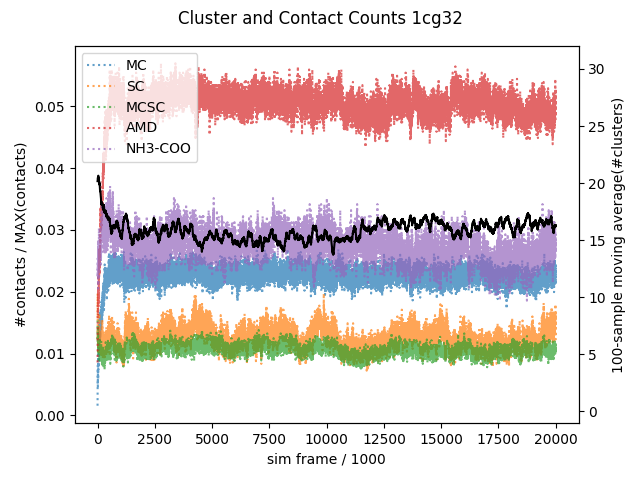 Cluster and Contact Counts 1cg32
MC
SC
MCSC
AMD
NH3-COO
#contacts / MAX(contacts)
0.05
0.04
0.03
0.02
0.01
0.00
30
25
20
15
10
5
0
100-sample moving average(#clusters)
0 2500 5000 7500 10000 12500 15000 17500 20000
sim frame / 1000